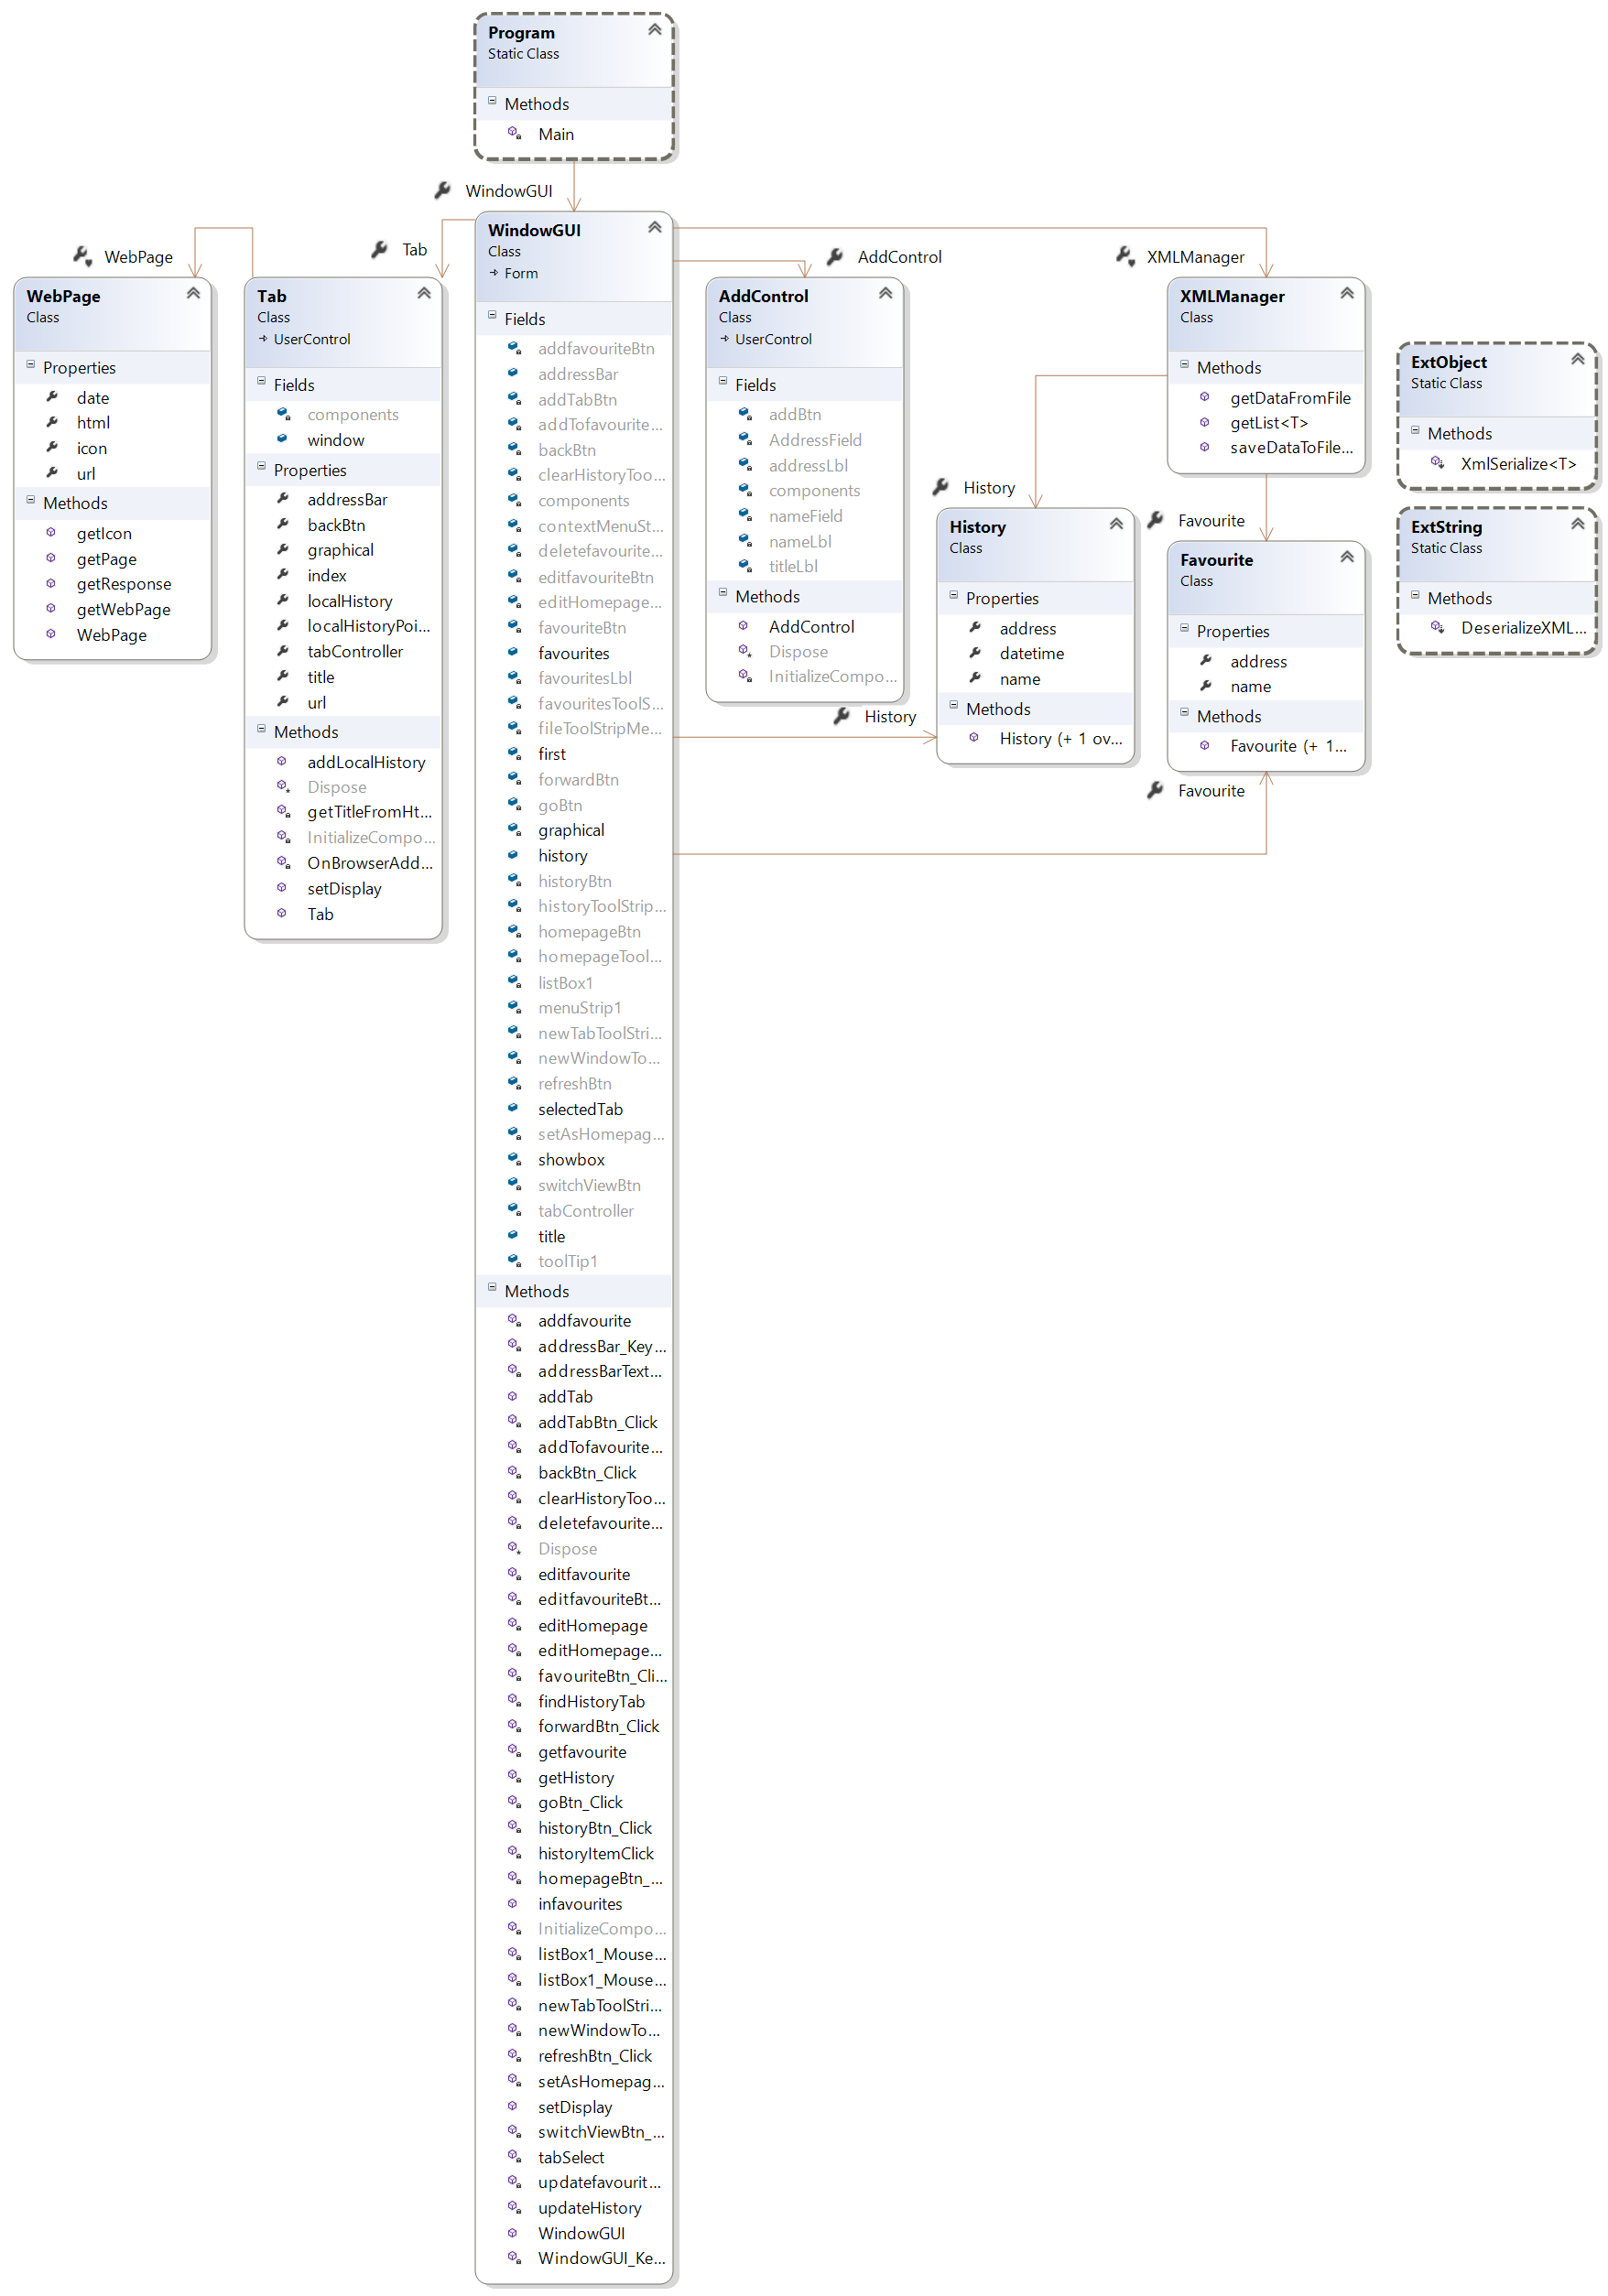 Program
Static Class
Methods
Main
WindowGUI
WebPage
WebPage
Class
Properties
date
html
icon
url
Methods
getIcon
getPage
getResponse
getWebPage
WebPage
Tab
Tab
Class
UserControl
Fields
components
window
Properties
addressBar
backBtn
graphical
index
localHistory
localHistoryPoi...
tabController
title
url
Methods
addLocalHistory
Dispose
getTitleFromHt...
InitializeCompo...
OnBrowserAdd...
setDisplay
Tab
WindowGUI
Class
Form
Fields
addfavouriteBtn
addressBar
addTabBtn
addTofavourite...
backBtn
clearHistoryToo...
components
contextMenuSt...
deletefavourite...
editfavouriteBtn
editHomepage...
favouriteBtn
favourites
favouritesLbl
favouritesToolS...
fileToolStripMe...
first
forwardBtn
goBtn
graphical
history
historyBtn
historyToolStrip...
homepageBtn
homepageTool...
listBox1
menuStrip1
newTabToolStri...
newWindowTo...
refreshBtn
selectedTab
setAsHomepag...
showbox
switchViewBtn
tabController
title
toolTip1
Methods
addfavourite
addressBar_Key...
addressBarText...
addTab
addTabBtn_Click
addTofavourite...
backBtn_Click
clearHistoryToo...
deletefavourite...
Dispose
editfavourite
editfavouriteBt...
editHomepage
editHomepage...
favouriteBtn_Cli...
findHistoryTab
forwardBtn_Click
getfavourite
getHistory
goBtn_Click
historyBtn_Click
historyItemClick
homepageBtn_...
infavourites
InitializeCompo...
listBox1_Mouse...
listBox1_Mouse...
newTabToolStri...
newWindowTo...
refreshBtn_Click
setAsHomepag...
setDisplay
switchViewBtn_...
tabSelect
updatefavourit...
updateHistory
WindowGUI
WindowGUI_Ke...
AddControl
AddControl
Class
UserControl
Fields
addBtn
AddressField
addressLbl
components
nameField
nameLbl
titleLbl
Methods
AddControl
Dispose
InitializeCompo...
History
History
History
Class
Properties
address
datetime
name
Methods
History (+ 1 ov...
XMLManager
XMLManager
Class
Methods
getDataFromFile
getList<T>
saveDataToFile...
Favourite
Favourite
Class
Properties
address
name
Methods
Favourite (+ 1...
Favourite
ExtObject
Static Class
Methods
XmlSerialize<T>
ExtString
Static Class
Methods
DeserializeXML...